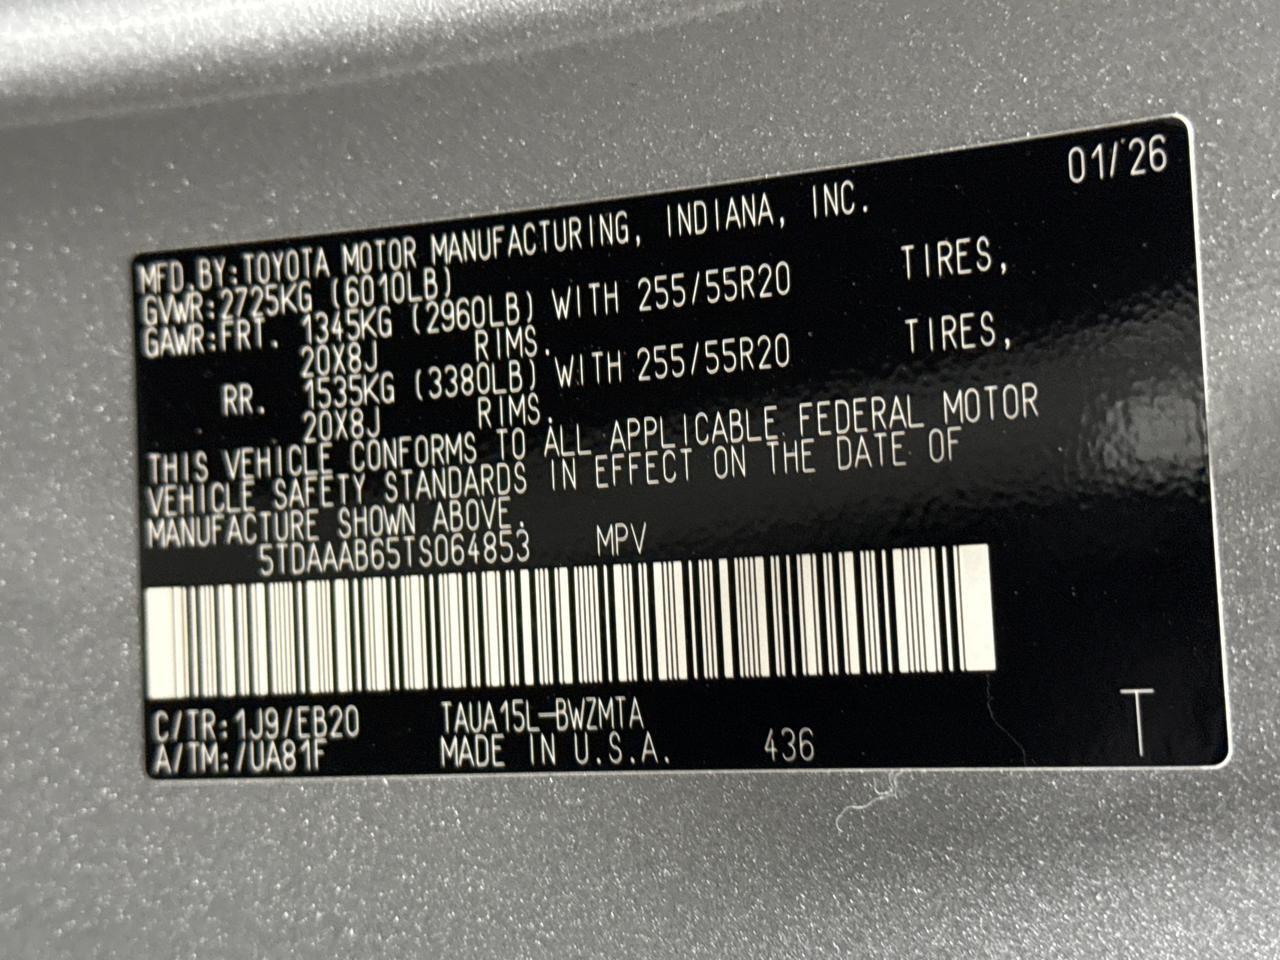 01/'26
MFD.BY:TOYOTA MOTOR MANUFACTURING, INDIANA, INC.
GVWR:2725KG (6010LB)
GAWR:FRT. 1345KG (2960LB) WITH 255/55R20 TIRES,
20X8J RIMS.
RR. 1535KG (3380LB) WITH 255/55R20 TIRES,
20X8J RIMS.
THIS VEHICLE CONFORMS TO ALL APPLICABLE FEDERAL MOTOR
VEHICLE SAFETY STANDARDS IN EFFECT ON THE DATE OF
MANUFACTURE SHOWN ABOVE.
5TDAAAB65TS064853 MPV
C/TR:1J9/EB20 TAUA15L-BWZMTA
A/TM:/UA81F MADE IN U.S.A. 436
T